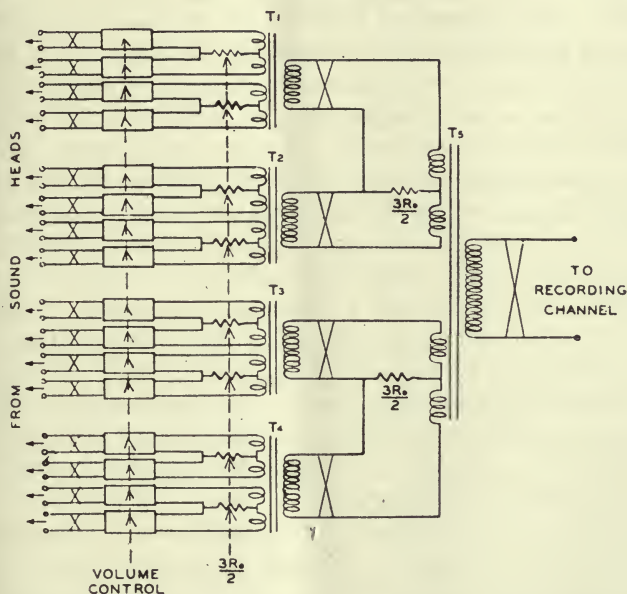 T1
T2
T3
T4
T5
FROM SOUND HEADS
3R₀
2
3R₀
2
TO
RECORDING
CHANNEL
VOLUME
CONTROL
3R₀
2